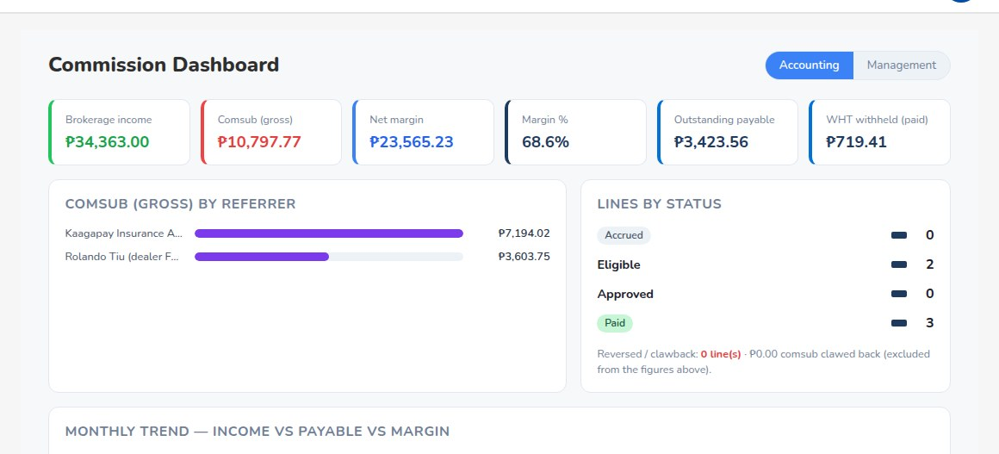 Commission Dashboard
Accounting
Management
Brokerage income
₱34,363.00
Comsub (gross)
₱10,797.77
Net margin
₱23,565.23
Margin %
68.6%
Outstanding payable
₱3,423.56
WHT withheld (paid)
₱719.41
COMSUB (GROSS) BY REFERRER
Kaagapay Insurance A... ₱7,194.02
Rolando Tiu (dealer F... ₱3,603.75
LINES BY STATUS
Accrued 0
Eligible 2
Approved 0
Paid 3
Reversed / clawback: 0 line(s) · ₱0.00 comsub clawed back (excluded
from the figures above).
MONTHLY TREND — INCOME VS PAYABLE VS MARGIN